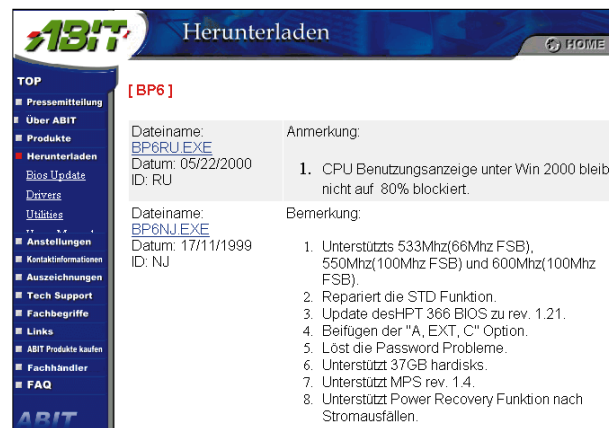 ABIT
Herunterladen
HOME
TOP
Pressemitteilung
Über ABIT
Produkte
Herunterladen
Bios Update
Drivers
Utilities
Anstellungen
Kontaktinformationen
Auszeichnungen
Tech Support
Fachbegriffe
Links
ABIT Produkte kaufen
Fachhändler
FAQ
ABIT
[ BP6 ]
Dateiname:
BP6RU.EXE
Datum: 05/22/2000
ID: RU
Anmerkung:
1. CPU Benutzungsanzeige unter Win 2000 bleib
nicht auf 80% blockiert.
Dateiname:
BP6NJ.EXE
Datum: 17/11/1999
ID: NJ
Bemerkung:
1. Unterstützts 533Mhz(66Mhz FSB),
550Mhz(100Mhz FSB) und 600Mhz(100Mhz
FSB).
2. Repariert die STD Funktion.
3. Update desHPT 366 BIOS zu rev. 1.21.
4. Beifügen der "A, EXT, C" Option.
5. Löst die Password Probleme.
6. Unterstützt 37GB hardisks.
7. Unterstützt MPS rev. 1.4.
8. Unterstützt Power Recovery Funktion nach
Stromausfällen.